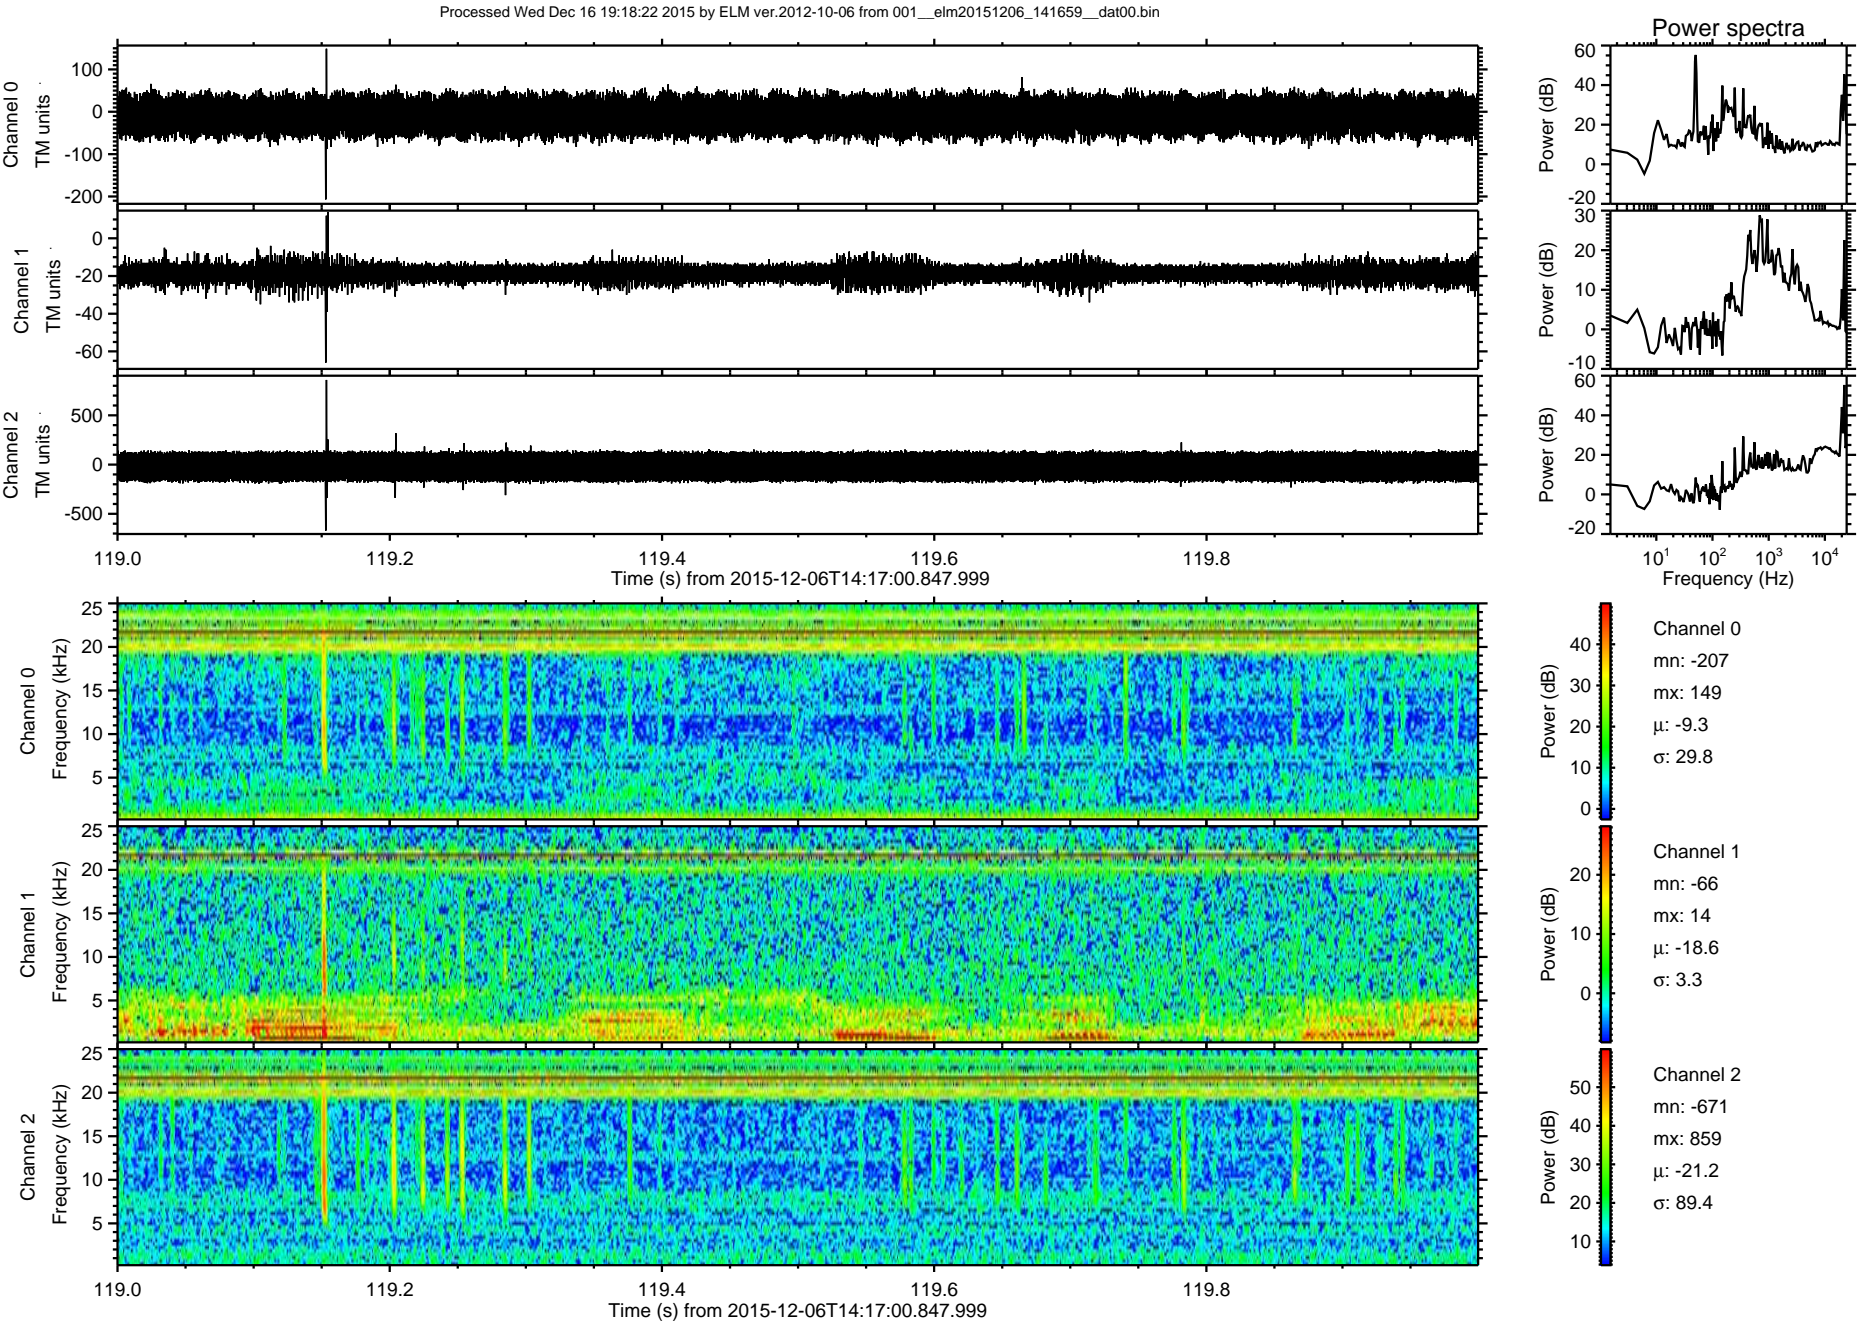 Processed Wed Dec 16 19:18:22 2015 by ELM ver.2012-10-06 from 001__elm20151206_141659__dat00.bin
Power spectra
Channel 0
TM units
100
0
-100
-200
Power (dB)
60
40
20
0
-20
Channel 1
TM units
0
-20
-40
-60
Power (dB)
30
20
10
0
-10
Channel 2
TM units
500
0
-500
Power (dB)
60
40
20
0
-20
119.0 119.2 119.4 119.6 119.8
Time (s) from 2015-12-06T14:17:00.847.999
10¹ 10² 10³ 10⁴
Frequency (Hz)
Channel 0
Frequency (kHz)
25
20
15
10
5
Power (dB)
40
30
20
10
0
Channel 0
mn: -207
mx: 149
μ: -9.3
σ: 29.8
Channel 1
Frequency (kHz)
25
20
15
10
5
Power (dB)
20
10
0
Channel 1
mn: -66
mx: 14
μ: -18.6
σ: 3.3
Channel 2
Frequency (kHz)
25
20
15
10
5
Power (dB)
50
40
30
20
10
Channel 2
mn: -671
mx: 859
μ: -21.2
σ: 89.4
119.0 119.2 119.4 119.6 119.8
Time (s) from 2015-12-06T14:17:00.847.999